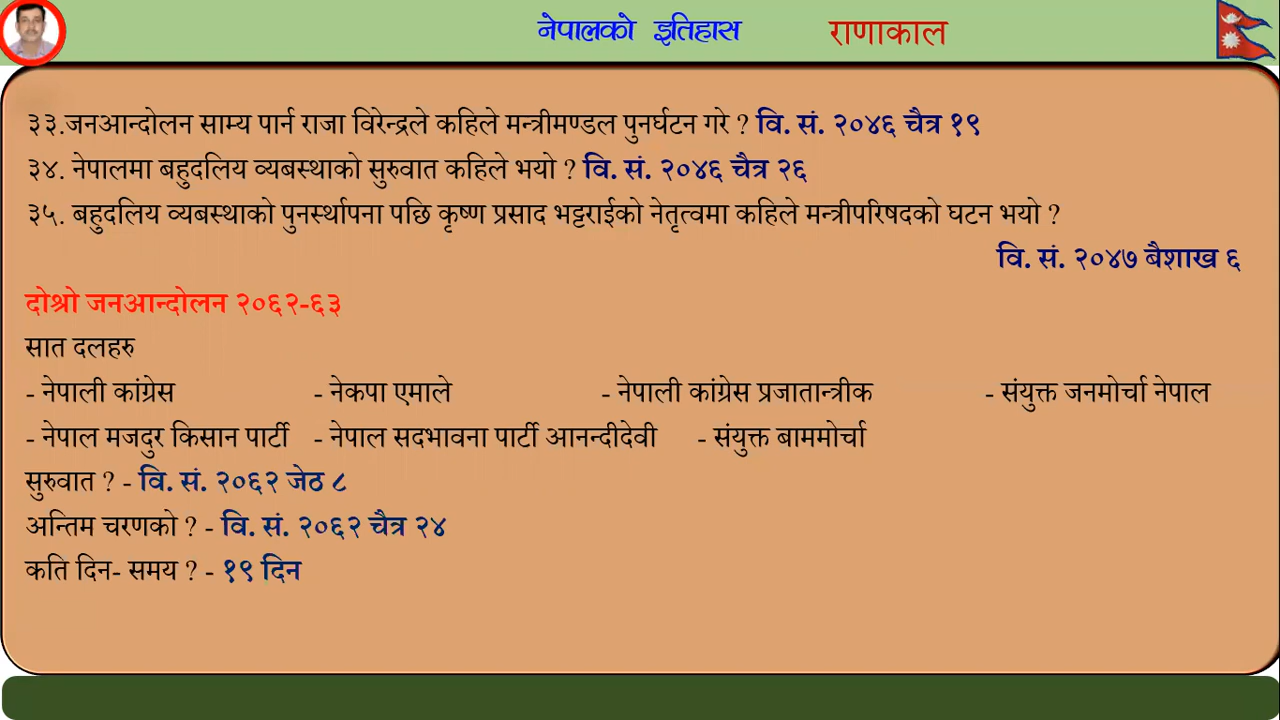 नेपालको इतिहास राणाकाल
३३.जनआन्दोलन साम्य पार्न राजा विरेन्द्रले कहिले मन्त्रीमण्डल पुनर्घटन गरे ? वि. सं. २०४६ चैत्र १९
३४. नेपालमा बहुदलिय व्यबस्थाको सुरुवात कहिले भयो ? वि. सं. २०४६ चैत्र २६
३५. बहुदलिय व्यबस्थाको पुनर्स्थापना पछि कृष्ण प्रसाद भट्टराईको नेतृत्वमा कहिले मन्त्रीपरिषदको घटन भयो ?
वि. सं. २०४७ बैशाख ६
दोश्रो जनआन्दोलन २०६२-६३
सात दलहरु
- नेपाली कांग्रेस - नेकपा एमाले - नेपाली कांग्रेस प्रजातान्त्रीक - संयुक्त जनमोर्चा नेपाल
- नेपाल मजदुर किसान पार्टी - नेपाल सदभावना पार्टी आनन्दीदेवी - संयुक्त बाममोर्चा
सुरुवात ? - वि. सं. २०६२ जेठ ८
अन्तिम चरणको ? - वि. सं. २०६२ चैत्र २४
कति दिन- समय ? - १९ दिन